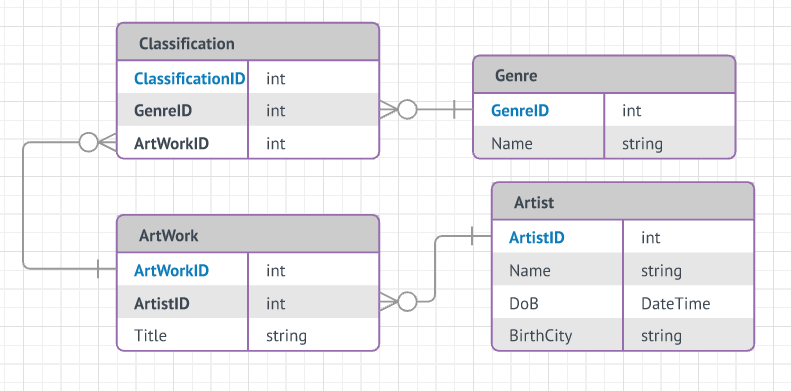 Classification
ClassificationID int
GenreID int
ArtWorkID int
Genre
GenreID int
Name string
ArtWork
ArtWorkID int
ArtistID int
Title string
Artist
ArtistID int
Name string
DoB DateTime
BirthCity string